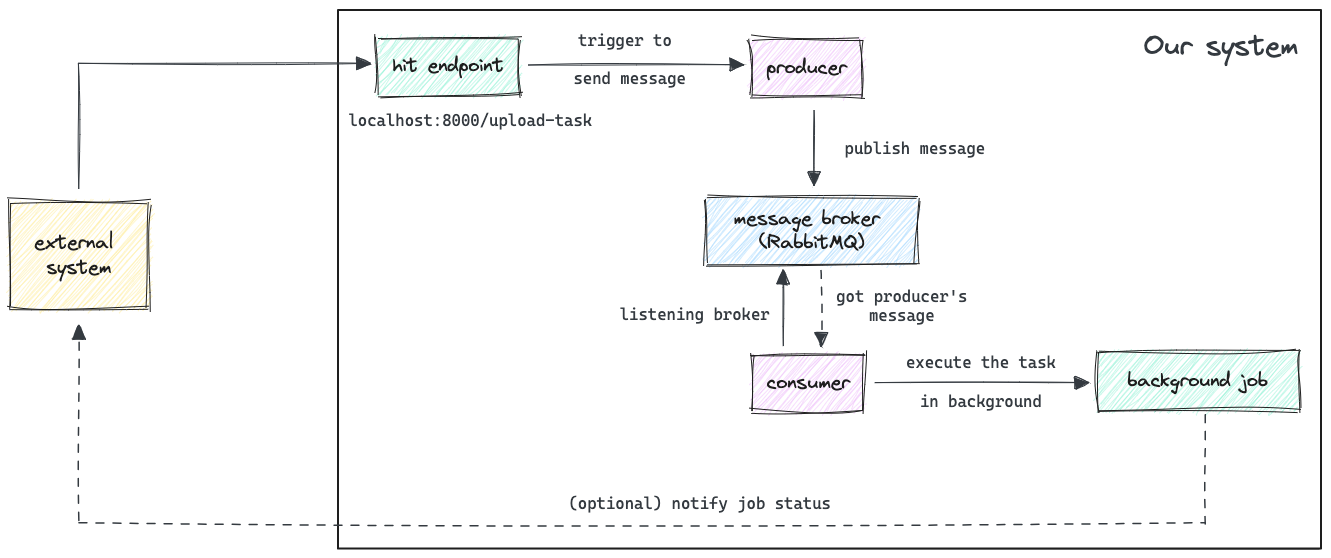 Our system
hit endpoint
trigger to
send message
producer
localhost:8000/upload-task
publish message
external
system
message broker
(RabbitMQ)
listening broker
got producer's
message
consumer
execute the task
in background
background job
(optional) notify job status